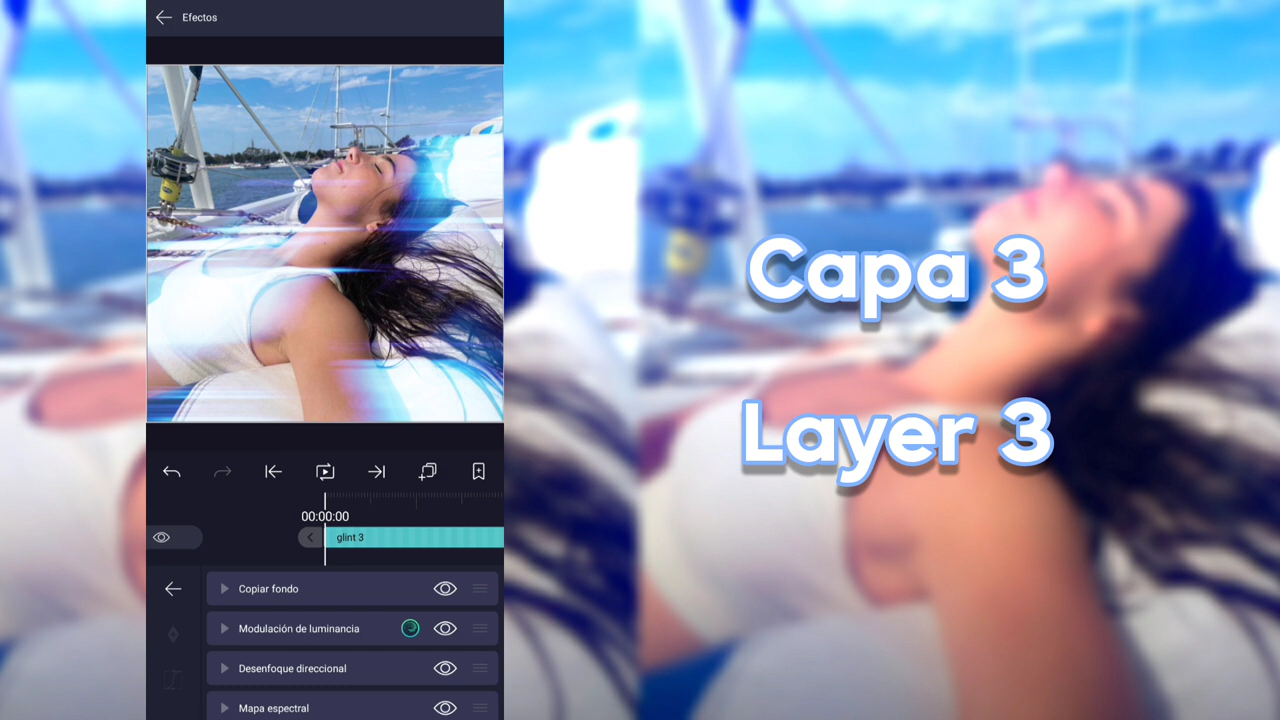 Efectos
Capa 3
Layer 3
00:00:00
glint 3
Copiar fondo
Modulación de luminancia
Desenfoque direccional
Mapa espectral